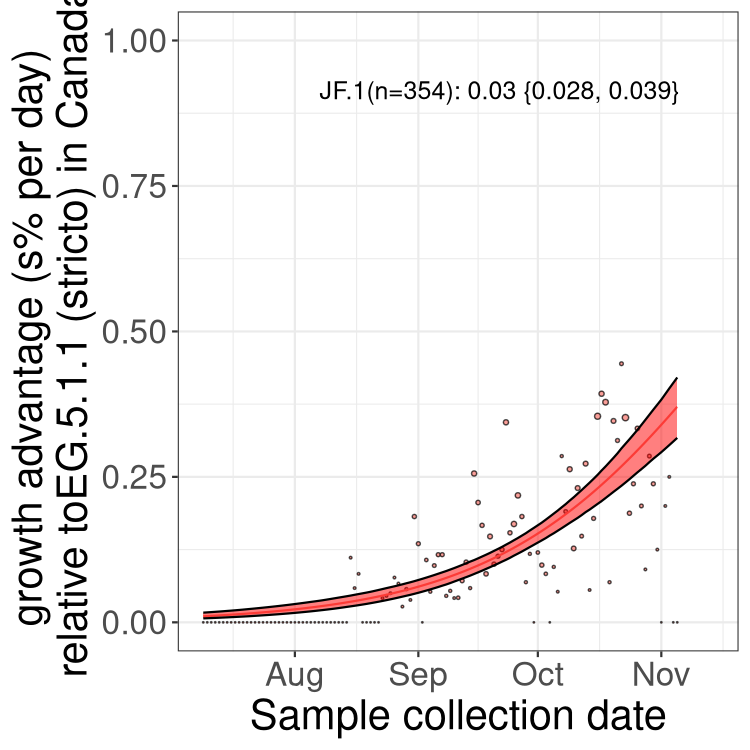 growth advantage (s% per day)
relative toEG.5.1.1 (stricto) in Canada
1.00
0.75
0.50
0.25
0.00
JF.1(n=354): 0.03 {0.028, 0.039}
Aug
Sep
Oct
Nov
Sample collection date